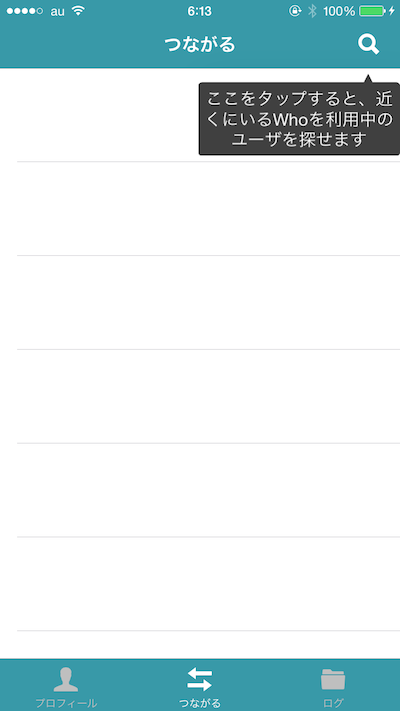 au 6:13 100%
つながる
ここをタップすると、近
くにいるWhoを利用中の
ユーザを探せます
プロフィール つながる ログ